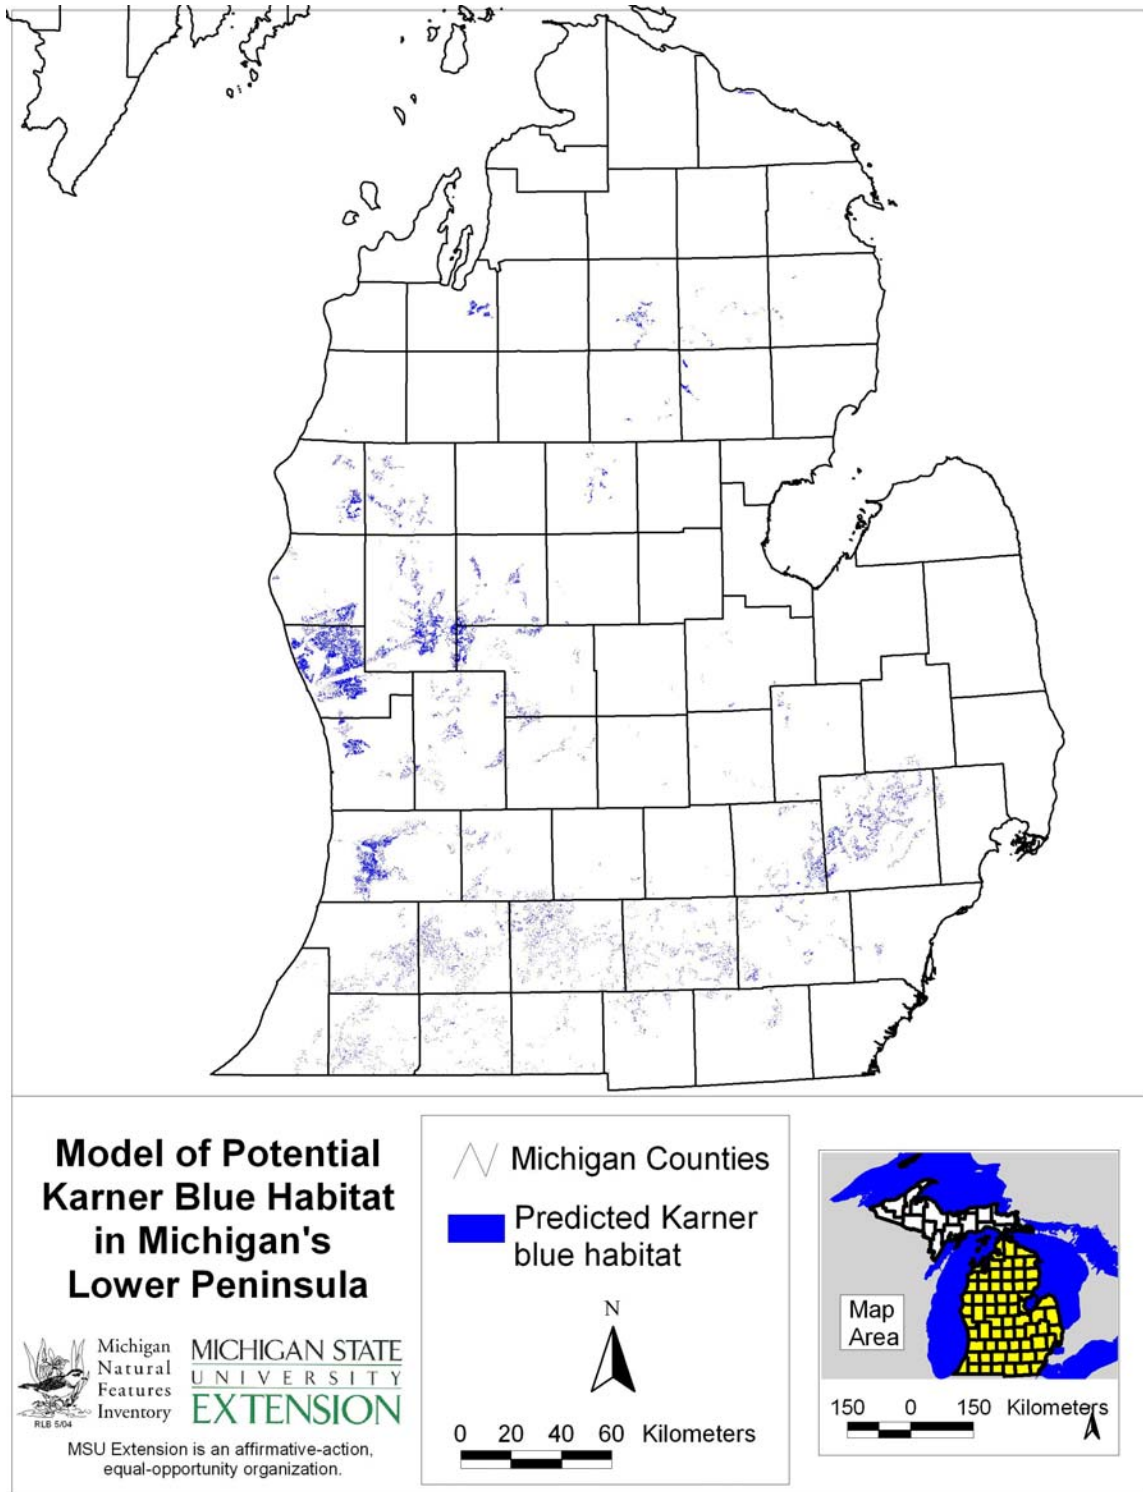 Model of Potential
Karner Blue Habitat
in Michigan's
Lower Peninsula
Michigan
Natural
Features
Inventory
RLB 5/04
MICHIGAN STATE
UNIVERSITY
EXTENSION
MSU Extension is an affirmative-action,
equal-opportunity organization.
Michigan Counties
Predicted Karner
blue habitat
N
0 20 40 60 Kilometers
Map
Area
150 0 150 Kilometers